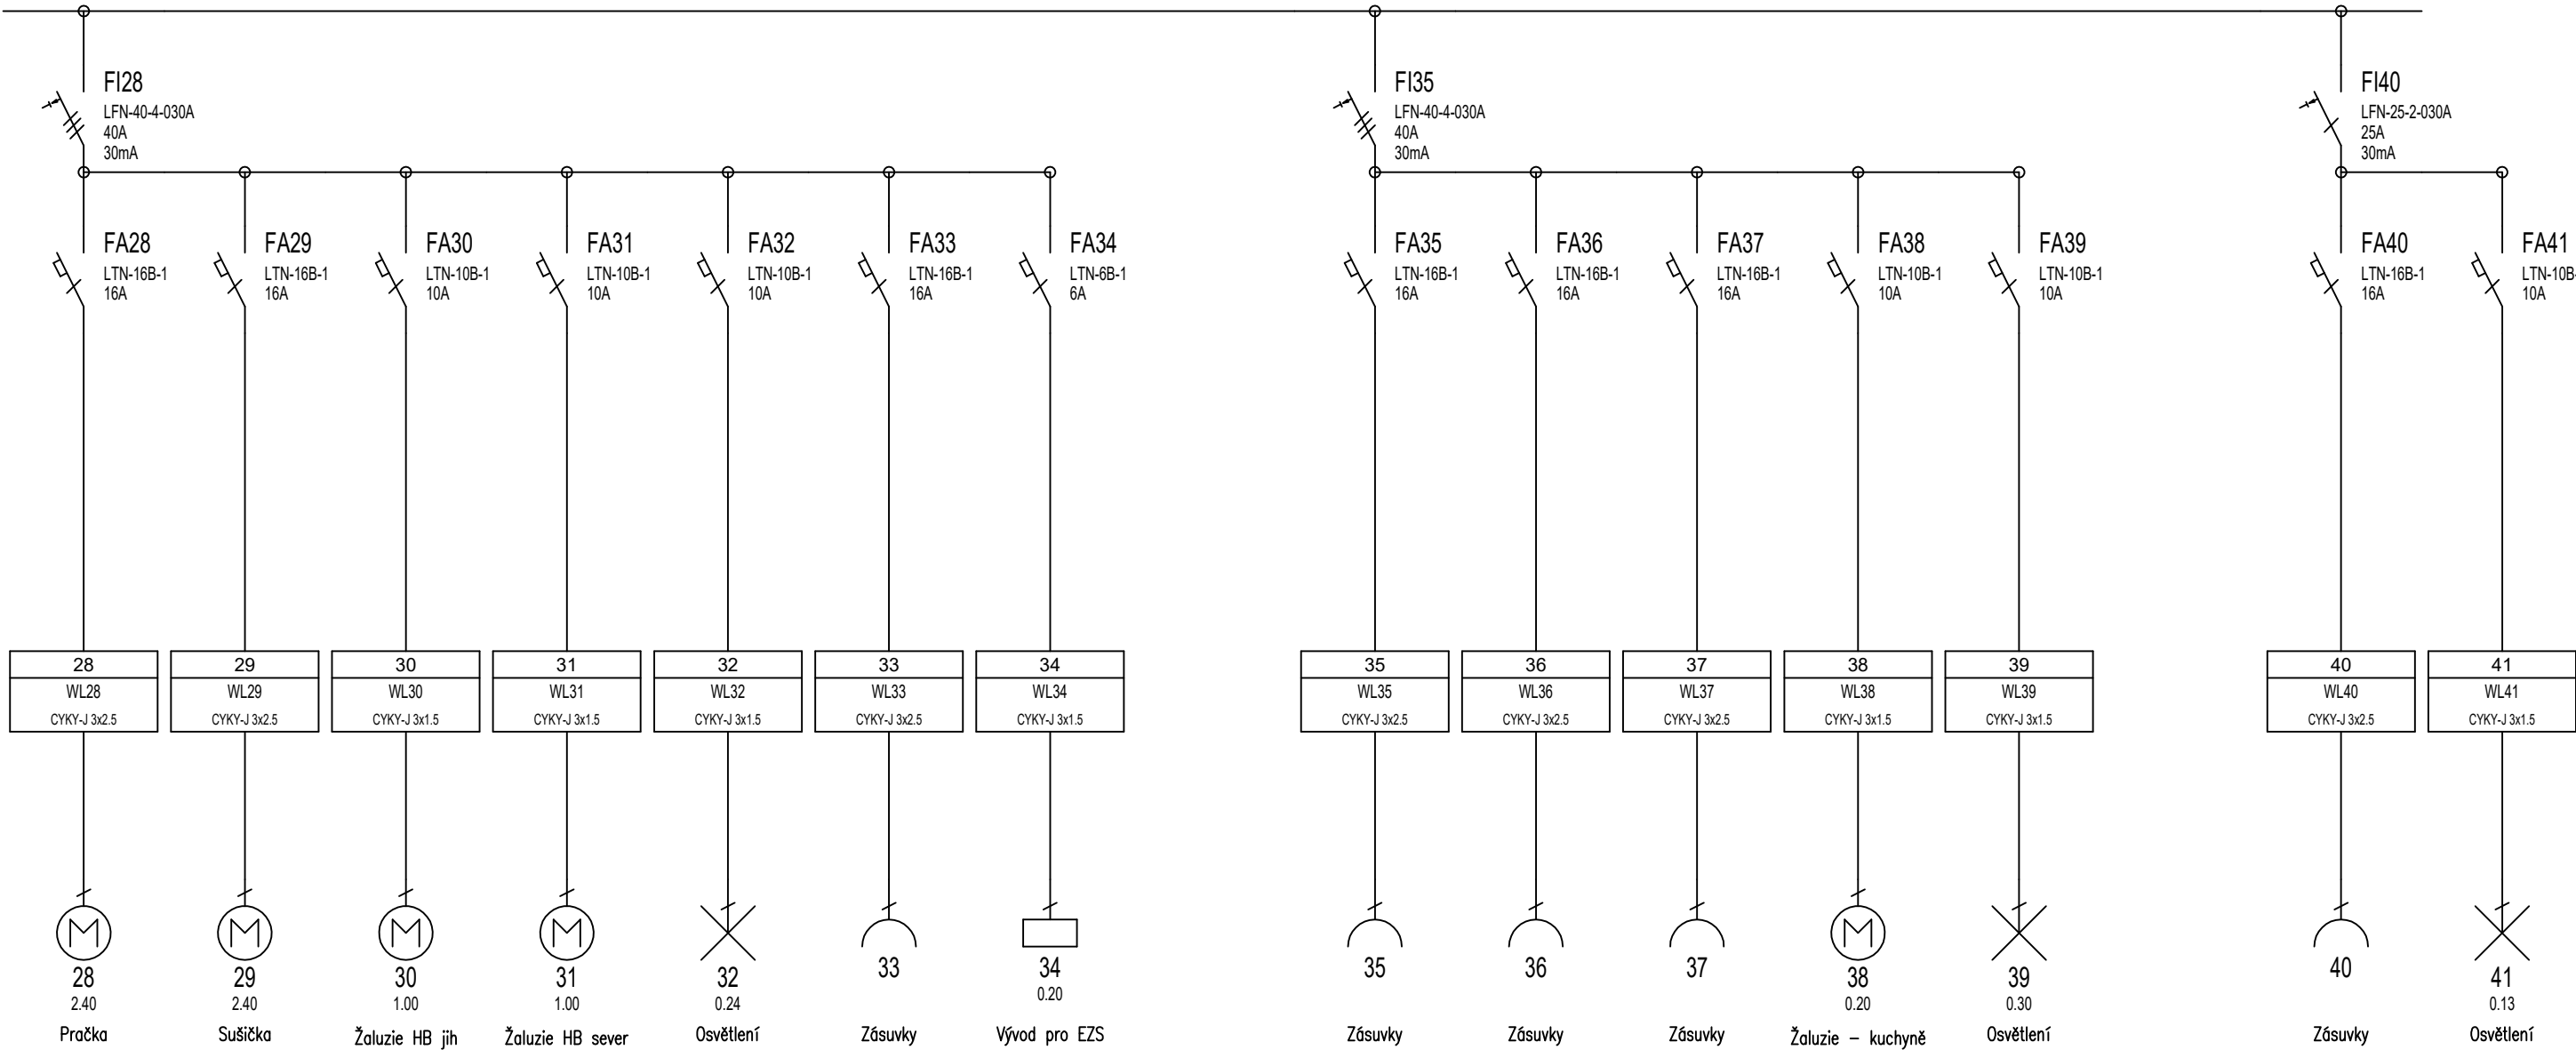 FI28
LFN-40-4-030A
40A
30mA
FI35
LFN-40-4-030A
40A
30mA
FI40
LFN-25-2-030A
25A
30mA
FA28
LTN-16B-1
16A
FA29
LTN-16B-1
16A
FA30
LTN-10B-1
10A
FA31
LTN-10B-1
10A
FA32
LTN-10B-1
10A
FA33
LTN-16B-1
16A
FA34
LTN-6B-1
6A
FA35
LTN-16B-1
16A
FA36
LTN-16B-1
16A
FA37
LTN-16B-1
16A
FA38
LTN-10B-1
10A
FA39
LTN-10B-1
10A
FA40
LTN-16B-1
16A
FA41
LTN-10B-
10A
28
WL28
CYKY-J 3x2.5
29
WL29
CYKY-J 3x2.5
30
WL30
CYKY-J 3x1.5
31
WL31
CYKY-J 3x1.5
32
WL32
CYKY-J 3x1.5
33
WL33
CYKY-J 3x2.5
34
WL34
CYKY-J 3x1.5
35
WL35
CYKY-J 3x2.5
36
WL36
CYKY-J 3x2.5
37
WL37
CYKY-J 3x2.5
38
WL38
CYKY-J 3x1.5
39
WL39
CYKY-J 3x1.5
40
WL40
CYKY-J 3x2.5
41
WL41
CYKY-J 3x1.5
M
28
2.40
Pračka
M
29
2.40
Sušička
M
30
1.00
Žaluzie HB jih
M
31
1.00
Žaluzie HB sever
32
0.24
Osvětlení
33
Zásuvky
34
0.20
Vývod pro EZS
35
Zásuvky
36
Zásuvky
37
Zásuvky
M
38
0.20
Žaluzie – kuchyně
39
0.30
Osvětlení
40
Zásuvky
41
0.13
Osvětlení